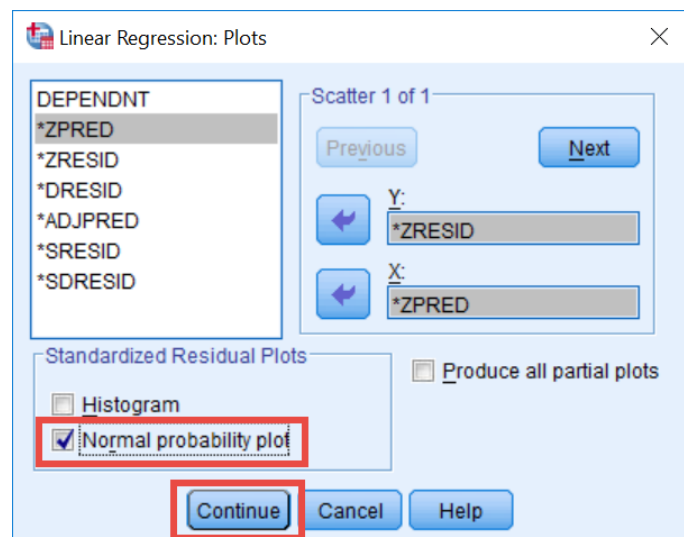 Linear Regression: Plots
DEPENDNT
*ZPRED
*ZRESID
*DRESID
*ADJPRED
*SRESID
*SDRESID
Scatter 1 of 1
Previous
Next
Y:
*ZRESID
X:
*ZPRED
Standardized Residual Plots
Histogram
Normal probability plot
Produce all partial plots
Continue
Cancel
Help